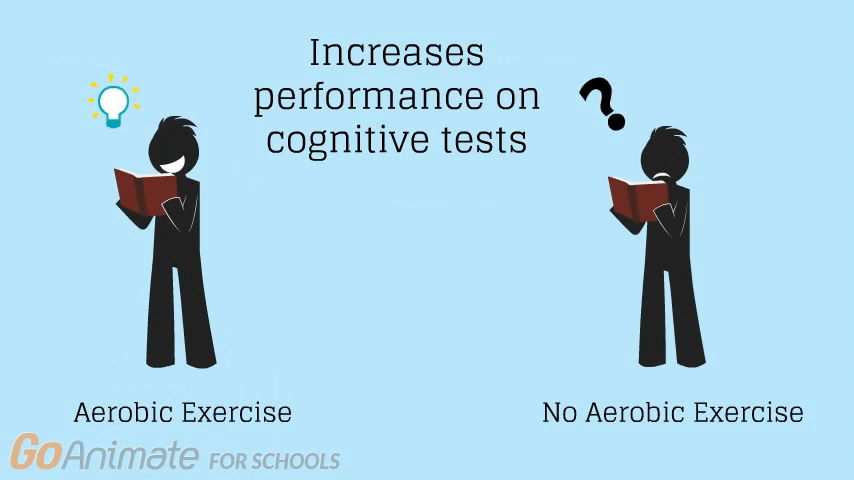 Increases
performance on
cognitive tests
Aerobic Exercise
No Aerobic Exercise
GoAnimate FOR SCHOOLS